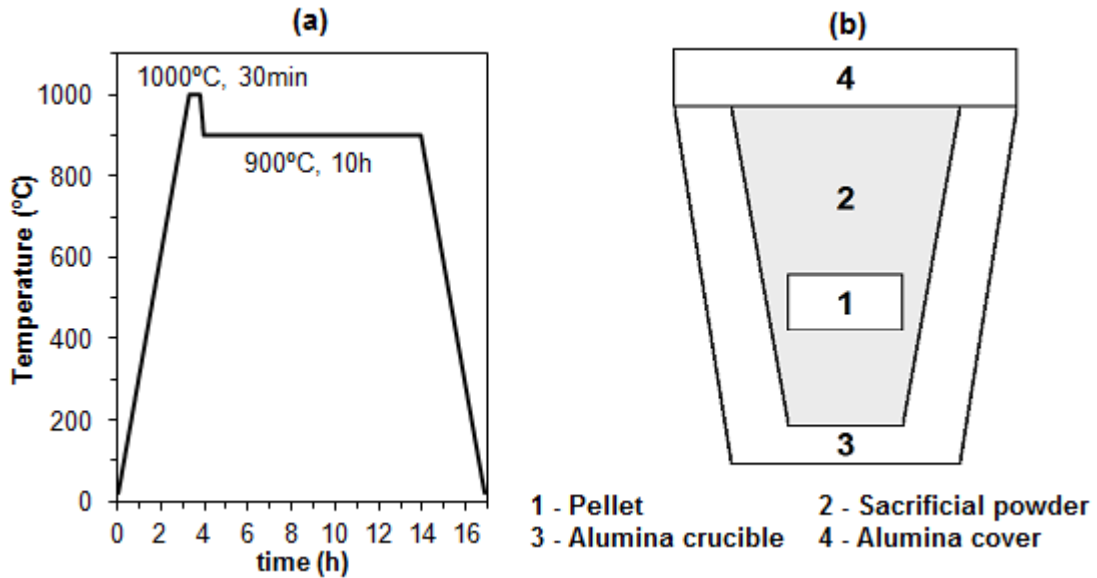 (a)
1000ºC, 30min
900ºC, 10h
Temperature (ºC)
1000
800
600
400
200
0
0 2 4 6 8 10 12 14 16
time (h)
(b)
4
2
1
3
1 - Pellet
2 - Sacrificial powder
3 - Alumina crucible
4 - Alumina cover